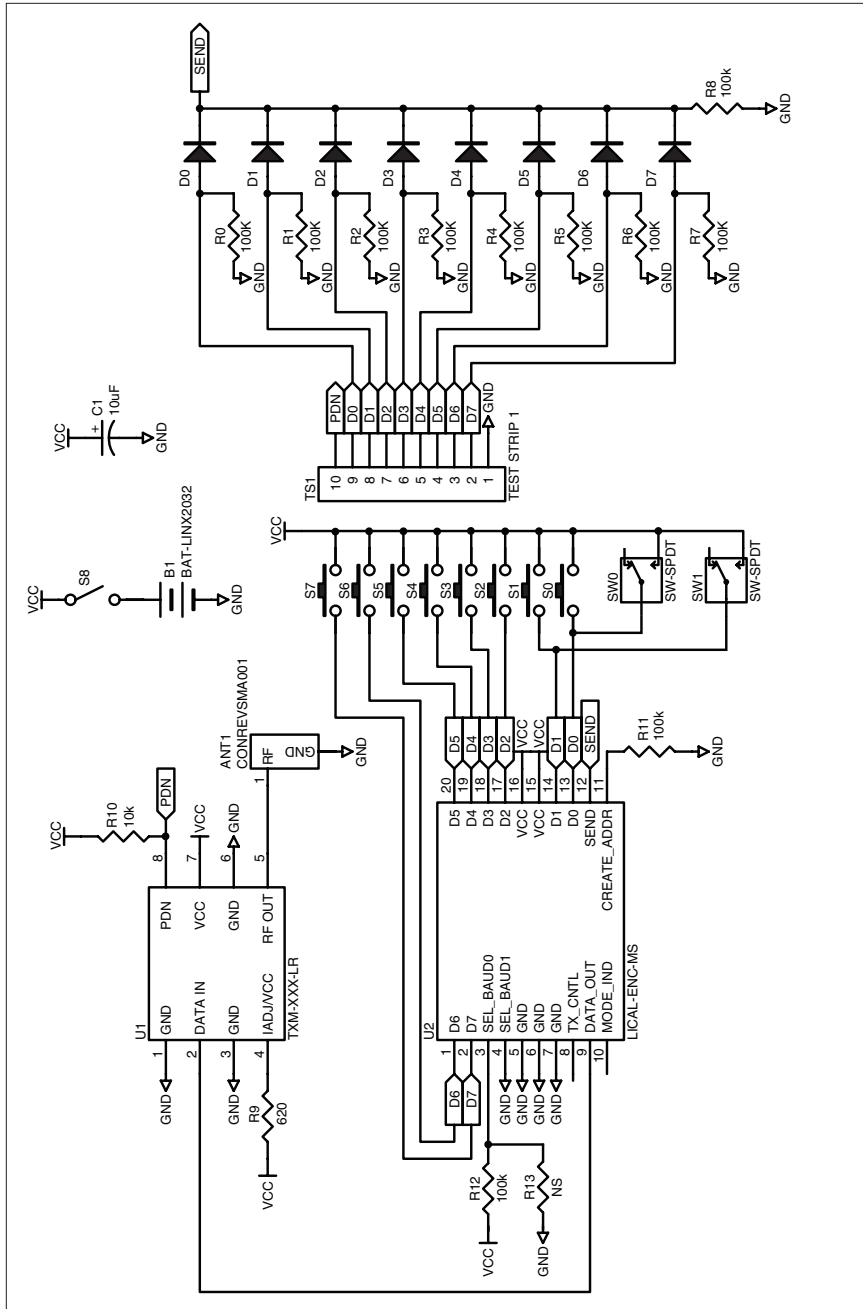 SEND
D0
D1
D2
D3
D4
D5
D6
D7
R8
100k
GND
R0
100K
GND
R1
100K
GND
R2
100K
GND
R3
100K
GND
R4
100K
GND
R5
100K
GND
R6
100K
GND
R7
100K
GND
VCC
+
C1
10uF
GND
TS1
10
9
8
7
6
5
4
3
2
1
PDN
D0
D1
D2
D3
D4
D5
D6
D7
GND
TEST STRIP 1
VCC
S8
B1
BAT-LINX2032
GND
VCC
S7
S6
S5
S4
S3
S2
S1
S0
SW0
SW-SPDT
SW1
SW-SPDT
ANT1
CONREVSMA001
1
RF
GND
GND
VCC
R10
10k
PDN
8
7
VCC
6
GND
5
U1
GND
DATA IN
GND
IADJ/VCC
PDN
VCC
GND
RF OUT
TXM-XXX-LR
1
GND
2
3
GND
4
R9
620
VCC
20
19
18
17
16
15
14
13
12
11
D5
D4
D3
D2
VCC
VCC
D1
D0
SEND
R11
100k
GND
U2
D6
D7
SEL_BAUD0
SEL_BAUD1
GND
GND
GND
TX_CNTL
DATA_OUT
MODE_IND
D5
D4
D3
D2
VCC
VCC
D1
D0
SEND
CREATE_ADDR
LICAL-ENC-MS
1
2
3
4
5
6
7
8
9
10
D6
D7
GND
GND
GND
GND
R12
100k
VCC
R13
NS
GND